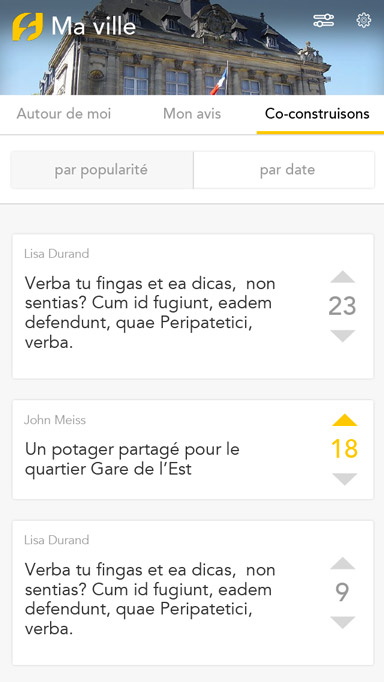 Ma ville
Autour de moi
Mon avis
Co-construisons
par popularité
par date
Lisa Durand
Verba tu fingas et ea dicas, non
sentias? Cum id fugiunt, eadem
defendunt, quae Peripatetici,
verba.
23
John Meiss
Un potager partagé pour le
quartier Gare de l’Est
18
Lisa Durand
Verba tu fingas et ea dicas, non
sentias? Cum id fugiunt, eadem
defendunt, quae Peripatetici,
verba.
9